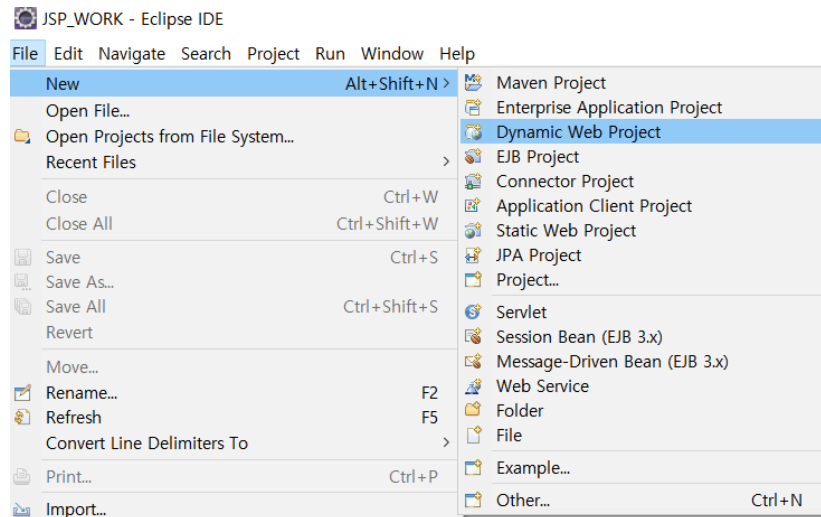 JSP_WORK - Eclipse IDE
File Edit Navigate Search Project Run Window Help
New Alt+Shift+N >
Open File...
Open Projects from File System...
Recent Files >
Close Ctrl+W
Close All Ctrl+Shift+W
Save Ctrl+S
Save As...
Save All Ctrl+Shift+S
Revert
Move...
Rename... F2
Refresh F5
Convert Line Delimiters To >
Print... Ctrl+P
Import...
Maven Project
Enterprise Application Project
Dynamic Web Project
EJB Project
Connector Project
Application Client Project
Static Web Project
JPA Project
Project...
Servlet
Session Bean (EJB 3.x)
Message-Driven Bean (EJB 3.x)
Web Service
Folder
File
Example...
Other... Ctrl+N